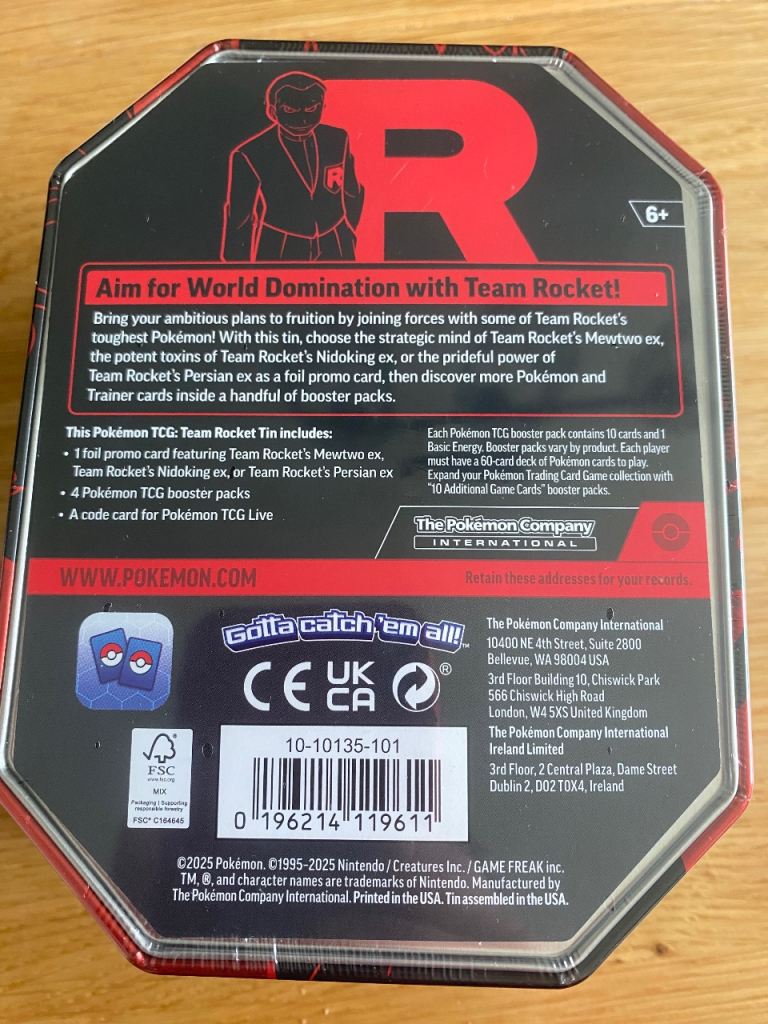 R
R
6+
Aim for World Domination with Team Rocket!
Bring your ambitious plans to fruition by joining forces with some of Team Rocket's
toughest Pokémon! With this tin, choose the strategic mind of Team Rocket's Mewtwo ex,
the potent toxins of Team Rocket's Nidoking ex, or the prideful power of
Team Rocket's Persian ex as a foil promo card, then discover more Pokémon and
Trainer cards inside a handful of booster packs.
This Pokémon TCG: Team Rocket Tin includes:
• 1 foil promo card featuring Team Rocket's Mewtwo ex,
Team Rocket's Nidoking ex, or Team Rocket's Persian ex
• 4 Pokémon TCG booster packs
• A code card for Pokémon TCG Live
Each Pokémon TCG booster pack contains 10 cards and 1
Basic Energy. Booster packs vary by product. Each player
must have a 60-card deck of Pokémon cards to play.
Expand your Pokémon Trading Card Game collection with
"10 Additional Game Cards" booster packs.
The Pokémon Company
INTERNATIONAL
WWW.POKEMON.COM
Retain these addresses for your records.
Gotta catch 'em all!™
CE UK
CA ®
The Pokémon Company International
10400 NE 4th Street, Suite 2800
Bellevue, WA 98004 USA
3rd Floor Building 10, Chiswick Park
566 Chiswick High Road
London, W4 5XS United Kingdom
The Pokémon Company International
Ireland Limited
3rd Floor, 2 Central Plaza, Dame Street
Dublin 2, D02 T0X4, Ireland
FSC
www.fsc.org
MIX
Packaging | Supporting
responsible forestry
FSC® C164645
10-10135-101
0 196214 119611
©2025 Pokémon. ©1995-2025 Nintendo / Creatures Inc. / GAME FREAK inc.
TM, ®, and character names are trademarks of Nintendo. Manufactured by
The Pokémon Company International. Printed in the USA. Tin assembled in the USA.